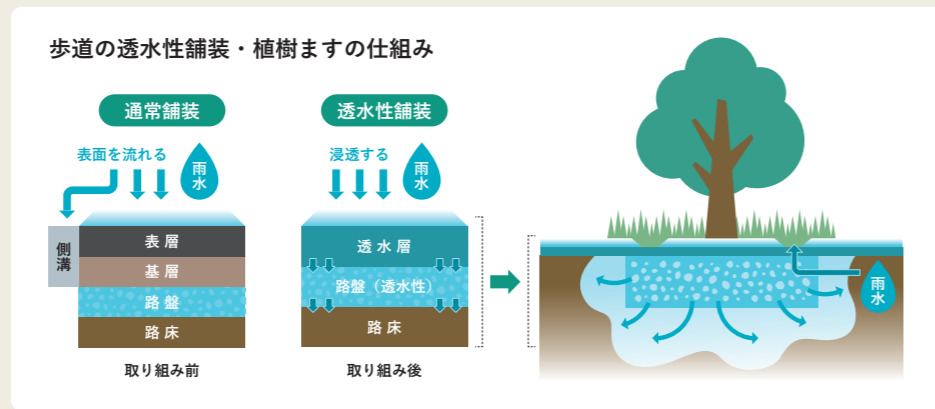 歩道の透水性舗装・植樹ますの仕組み
通常舗装
表面を流れる
雨水
側溝
表層
基層
路盤
路床
取り組み前
透水性舗装
浸透する
雨水
透水層
路盤（透水性）
路床
取り組み後
雨水